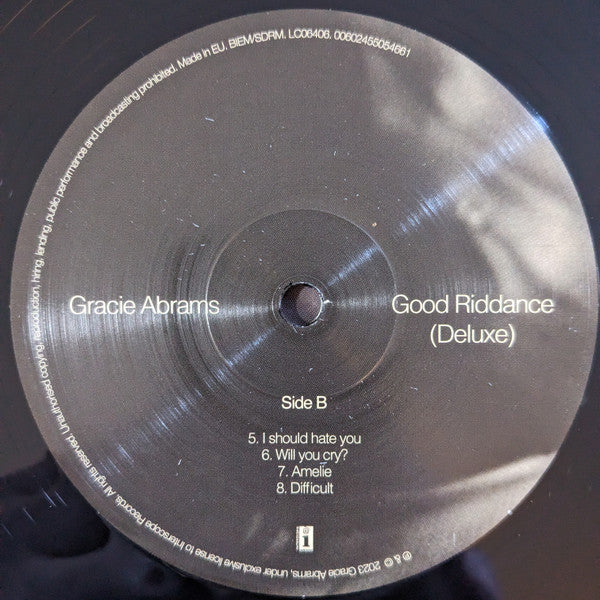 Gracie Abrams
Good Riddance
(Deluxe)
Side B
5. I should hate you
6. Will you cry?
7. Amelie
8. Difficult
i
℗ & © 2023 Gracie Abrams, under exclusive license to Interscope Records. All rights reserved. Unauthorised copying, reproduction, hiring, lending, public performance and broadcasting prohibited. Made in EU. BIEM/SDRM. LC06406. 00602455054661